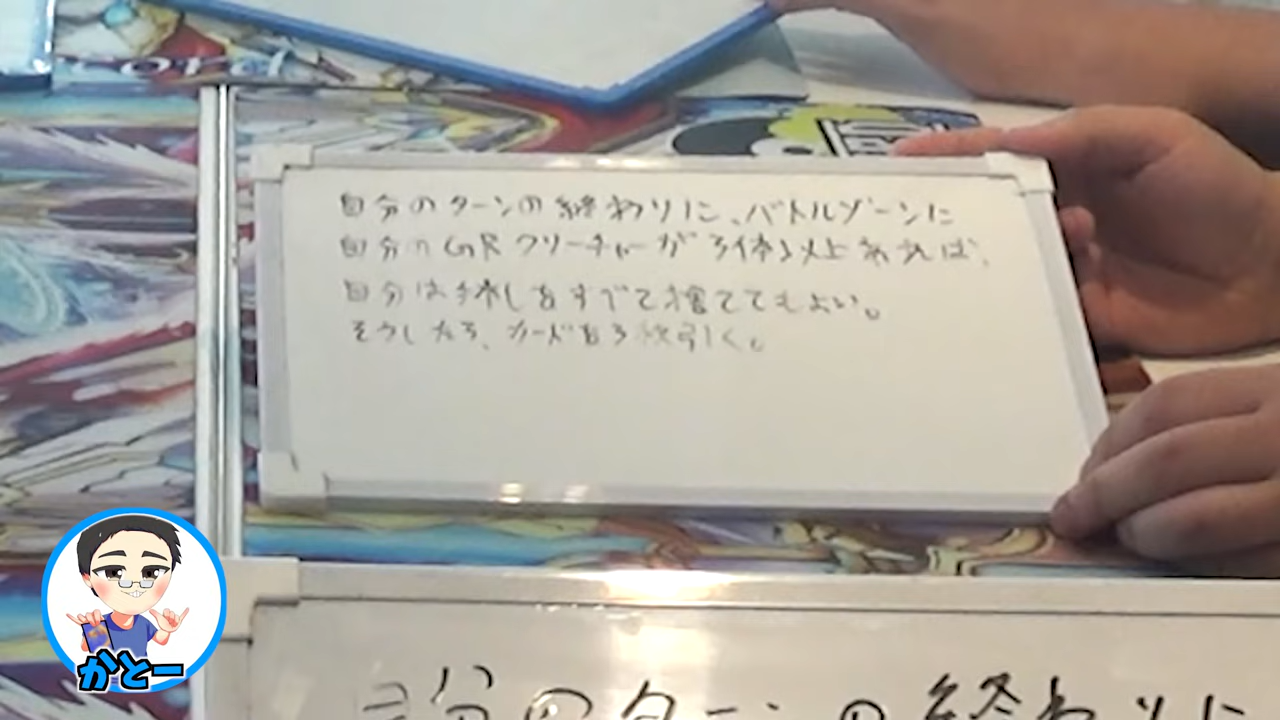 自分のターンの終わりに、バトルゾーンに
自分のGRクリーチャーが3体以上あれば、
自分は手札をすべて捨ててもよい。
そうしたら、カードを3枚引く。
かとー
自分のターンの終わりに